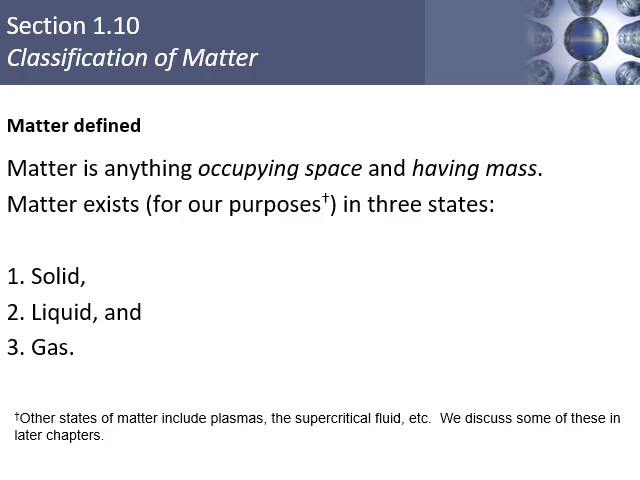 Section 1.10
Classification of Matter
Matter defined
Matter is anything occupying space and having mass.
Matter exists (for our purposes†) in three states:
1. Solid,
2. Liquid, and
3. Gas.
†Other states of matter include plasmas, the supercritical fluid, etc.  We discuss some of these in
later chapters.